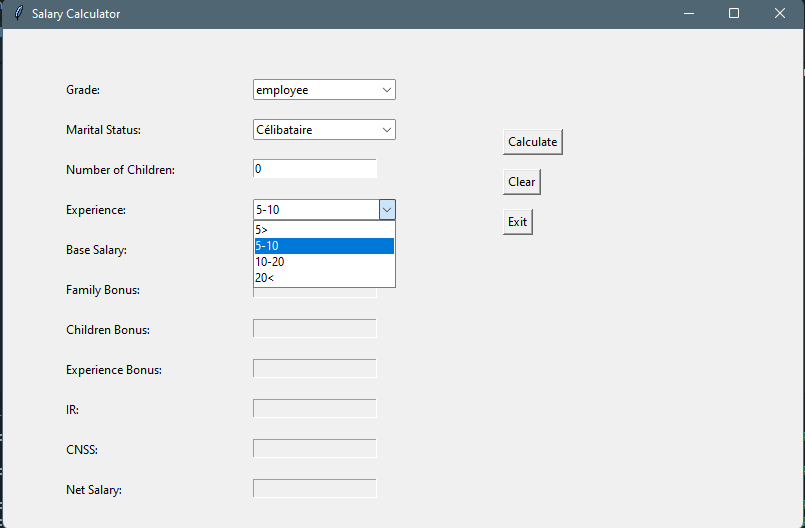 Salary Calculator
Grade: employee
Marital Status: Célibataire
Calculate
Number of Children: 0
Clear
Experience: 5-10
Exit
5>
5-10
Base Salary:
10-20
20<
Family Bonus:
Children Bonus:
Experience Bonus:
IR:
CNSS:
Net Salary: